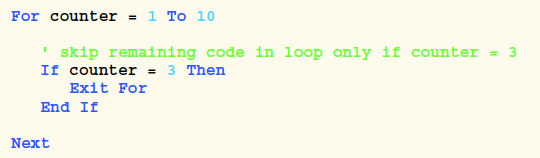 For counter = 1 To 10
' skip remaining code in loop only if counter = 3
If counter = 3 Then
Exit For
End If
Next